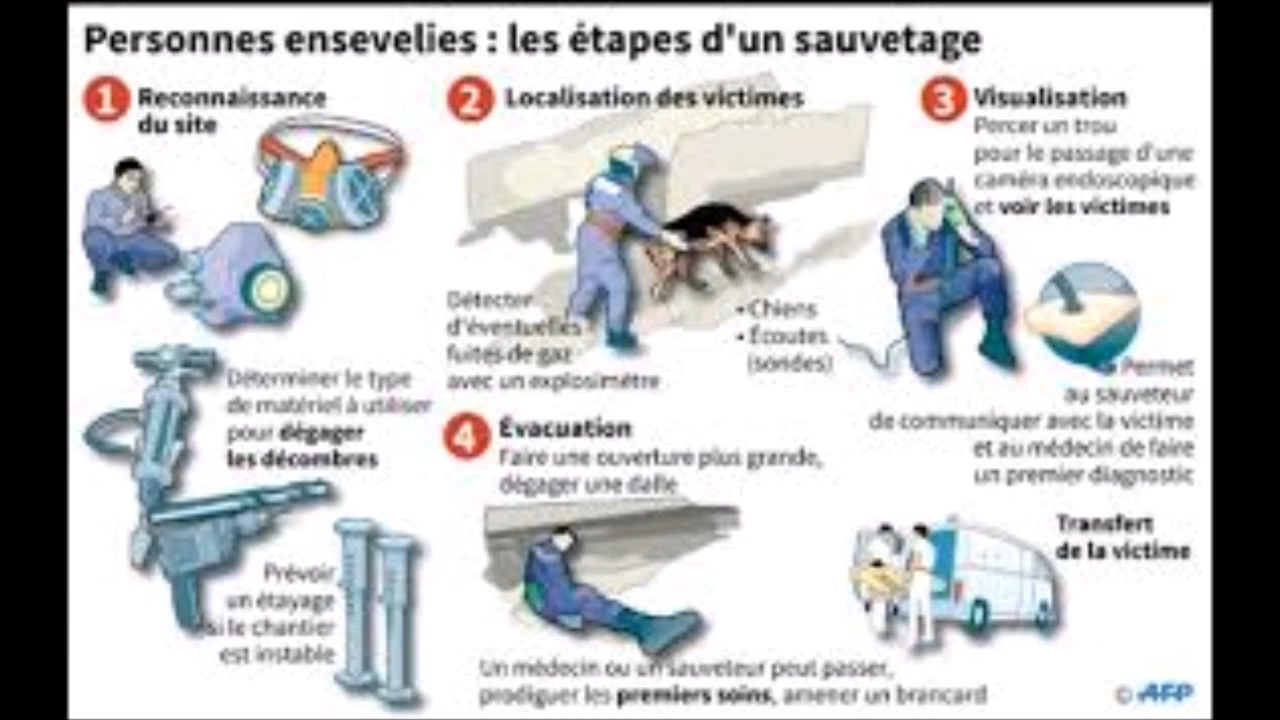 Personnes ensevelies : les étapes d'un sauvetage
1 Reconnaissance
du site
Déterminer le type
de matériel à utiliser
pour dégager
les décombres
Prévoir
un étayage
si le chantier
est instable
2 Localisation des victimes
Détecter
d'éventuelles
fuites de gaz
avec un explosimètre
• Chiens
• Écoutes
(sondes)
3 Visualisation
Percer un trou
pour le passage d'une
caméra endoscopique
et voir les victimes
• Permet
au sauveteur
de communiquer avec la victime
et au médecin de faire
un premier diagnostic
4 Évacuation
Faire une ouverture plus grande,
dégager une dalle
Un médecin ou un sauveteur peut passer,
prodiguer les premiers soins, amener un brancard
Transfert
de la victime
© AFP